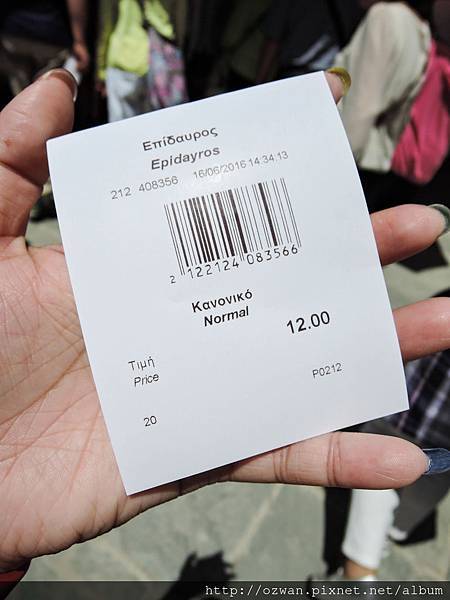 Επίδαυρος
Epidayros
212 408356 16/06/2016 14:34:13
2 122124 083566
Κανονικό
Normal
12.00
Τιμή
Price
P0212
20
http://ozwan.pixnet.net/album